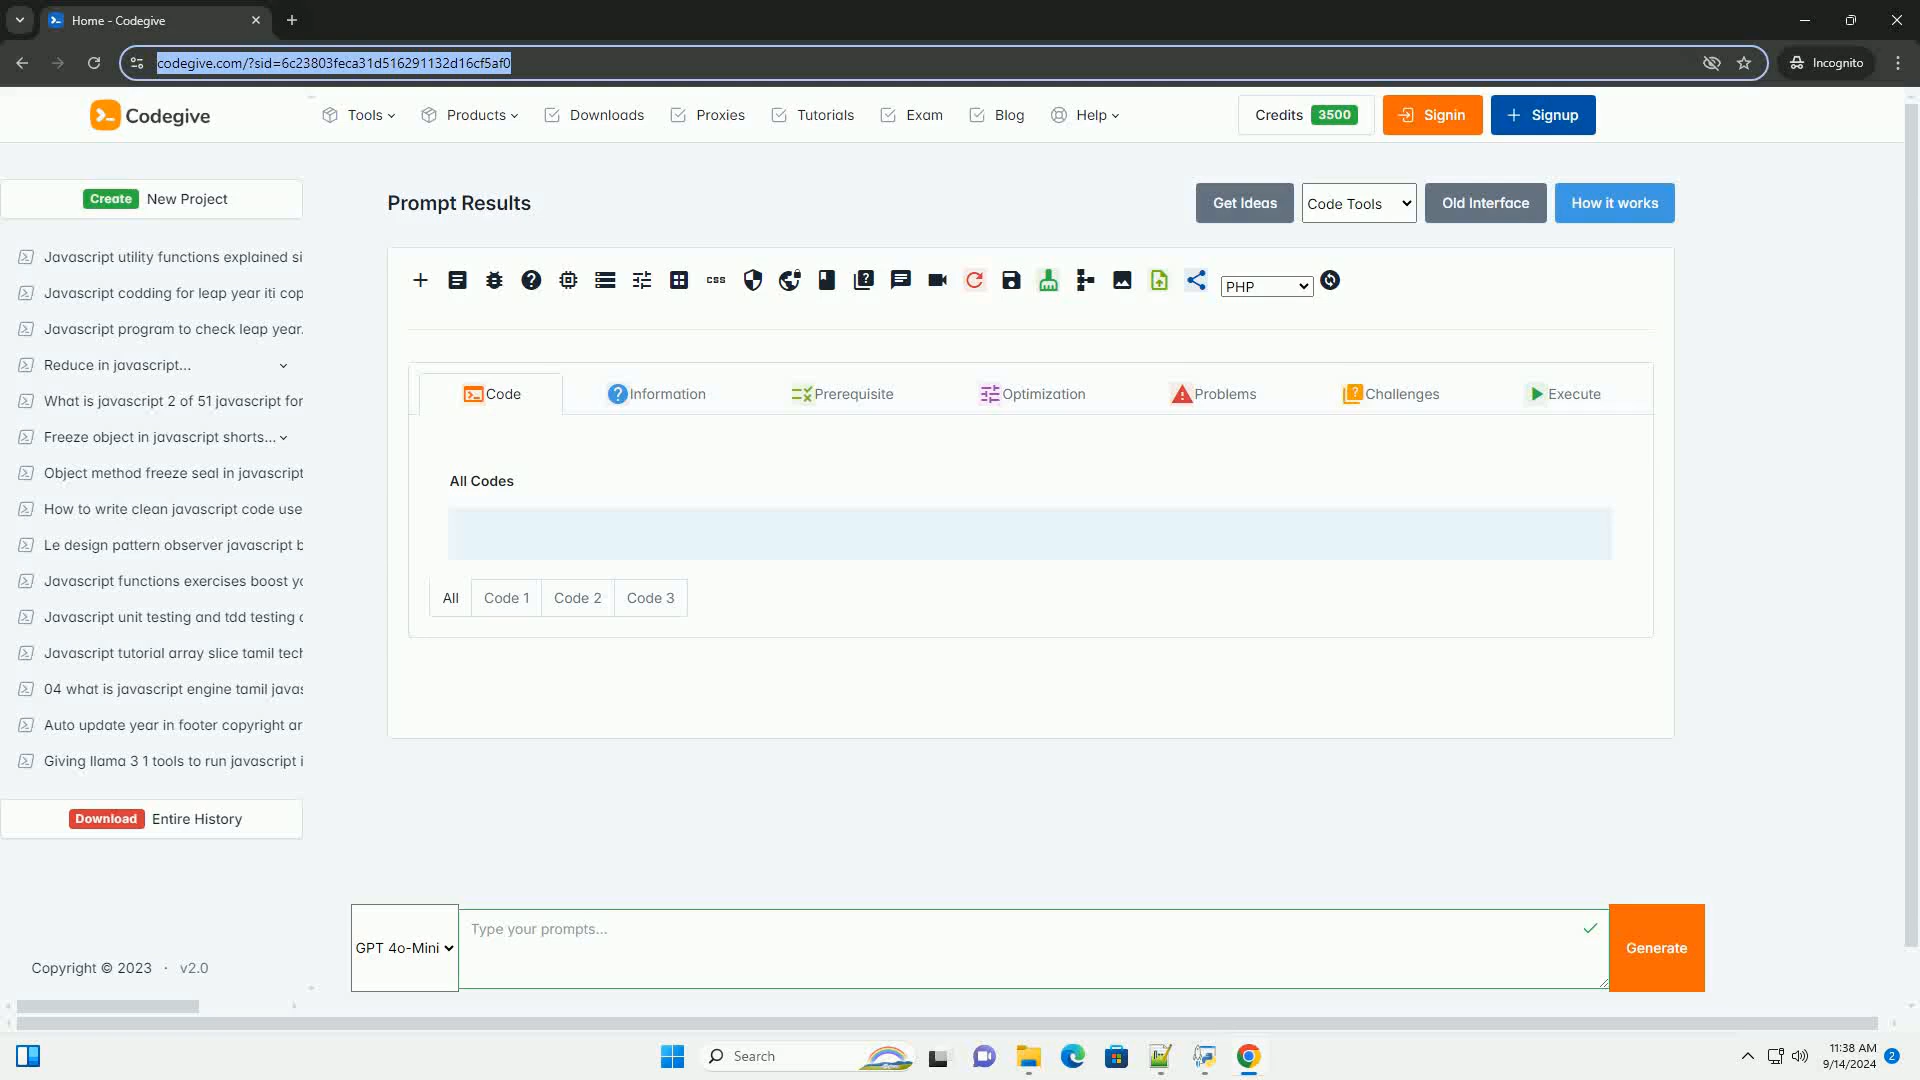 Home - Codegive
codegive.com/?sid=6c23803feca31d516291132d16cf5af0
Incognito
Codegive
Tools
Products
Downloads
Proxies
Tutorials
Exam
Blog
Help
Credits 3500
Signin
Signup
Create New Project
Javascript utility functions explained si
Javascript codding for leap year iti cop
Javascript program to check leap year.
Reduce in javascript...
What is javascript 2 of 51 javascript for
Freeze object in javascript shorts...
Object method freeze seal in javascript
How to write clean javascript code use
Le design pattern observer javascript b
Javascript functions exercises boost yo
Javascript unit testing and tdd testing c
Javascript tutorial array slice tamil tech
04 what is javascript engine tamil javas
Auto update year in footer copyright ar
Giving llama 3 1 tools to run javascript i
Download Entire History
Copyright © 2023 · v2.0
Prompt Results
Get Ideas
Code Tools
Old Interface
How it works
css
PHP
Code
Information
Prerequisite
Optimization
Problems
Challenges
Execute
All Codes
All
Code 1
Code 2
Code 3
GPT 4o-Mini
Type your prompts...
Generate
Search
11:38 AM
9/14/2024
2